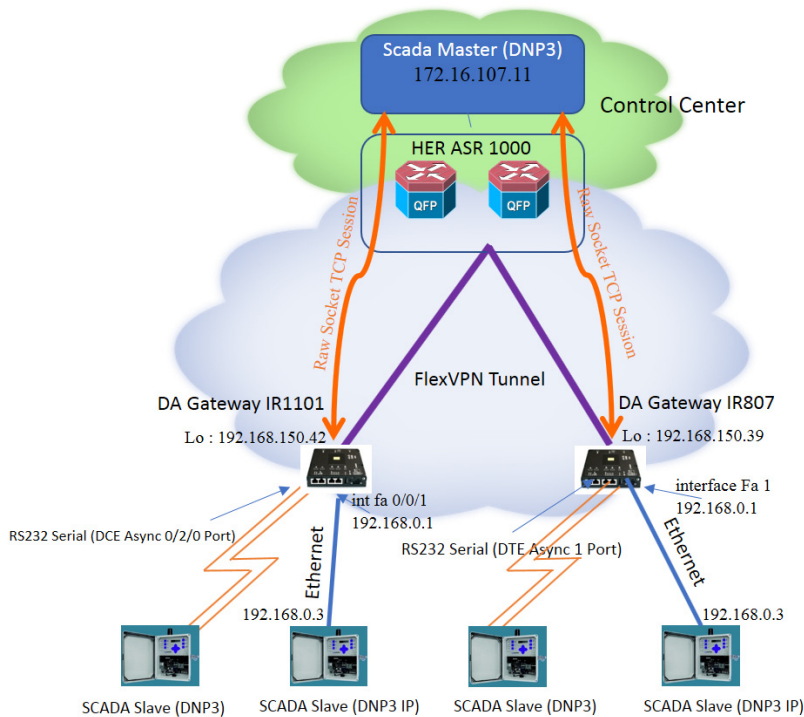 Scada Master (DNP3)
172.16.107.11
Control Center
HER ASR 1000
QFP
QFP
Raw Socket TCP Session
Raw Socket TCP Session
FlexVPN Tunnel
DA Gateway IR1101
Lo : 192.168.150.42
DA Gateway IR807
Lo : 192.168.150.39
int fa 0/0/1
192.168.0.1
interface Fa 1
192.168.0.1
RS232 Serial (DCE Async 0/2/0 Port)
RS232 Serial (DTE Async 1 Port)
Ethernet
Ethernet
192.168.0.3
192.168.0.3
SCADA Slave (DNP3)
SCADA Slave (DNP3 IP)
SCADA Slave (DNP3)
SCADA Slave (DNP3 IP)